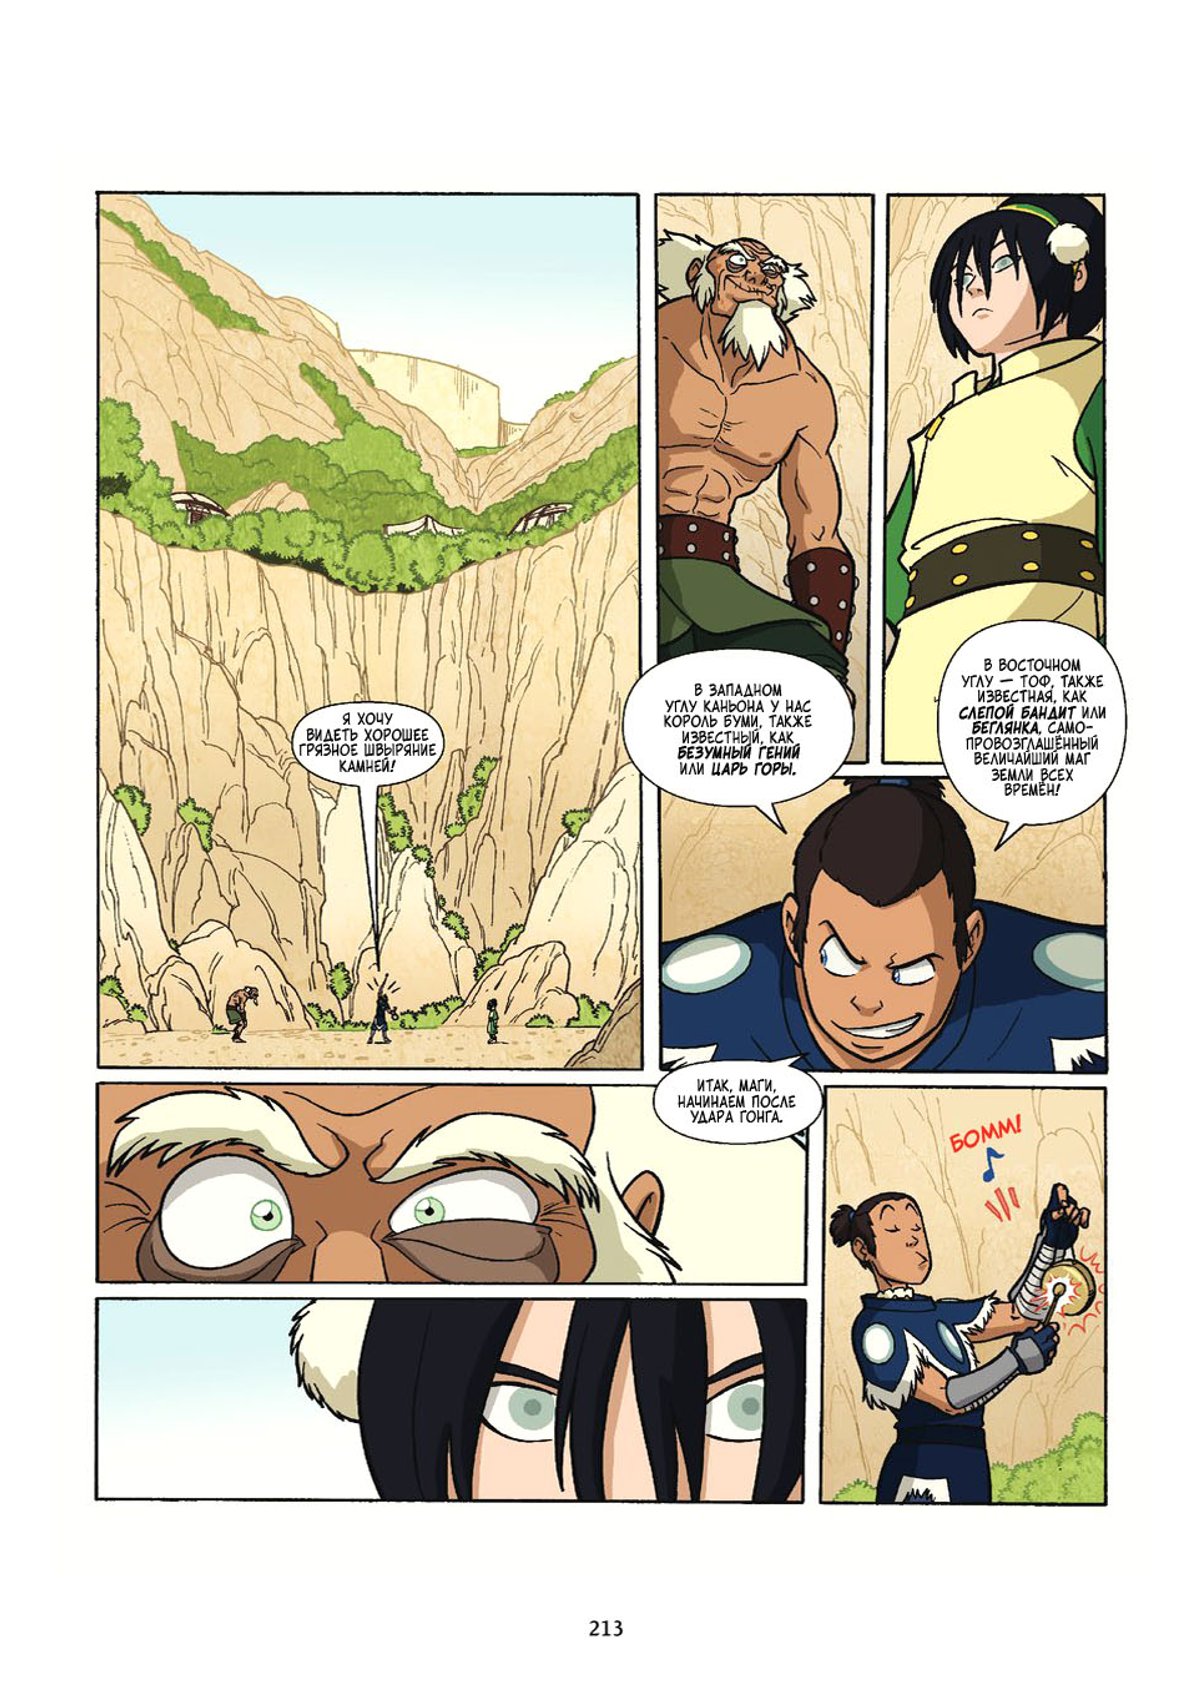 Я ХОЧУ
ВИДЕТЬ ХОРОШЕЕ
ГРЯЗНОЕ ШВЫРЯНИЕ
КАМНЕЙ!
В ЗАПАДНОМ
УГЛУ КАНЬОНА У НАС
КОРОЛЬ БУМИ, ТАКЖЕ
ИЗВЕСТНЫЙ, КАК
БЕЗУМНЫЙ ГЕНИЙ
ИЛИ ЦАРЬ ГОРЫ.
В ВОСТОЧНОМ
УГЛУ — ТОФ, ТАКЖЕ
ИЗВЕСТНАЯ, КАК
СЛЕПОЙ БАНДИТ ИЛИ
БЕГЛЯНКА, САМО-
ПРОВОЗГЛАШЁННЫЙ
ВЕЛИЧАЙШИЙ МАГ
ЗЕМЛИ ВСЕХ
ВРЕМЁН!
ИТАК, МАГИ,
НАЧИНАЕМ ПОСЛЕ
УДАРА ГОНГА.
БОММ!
213